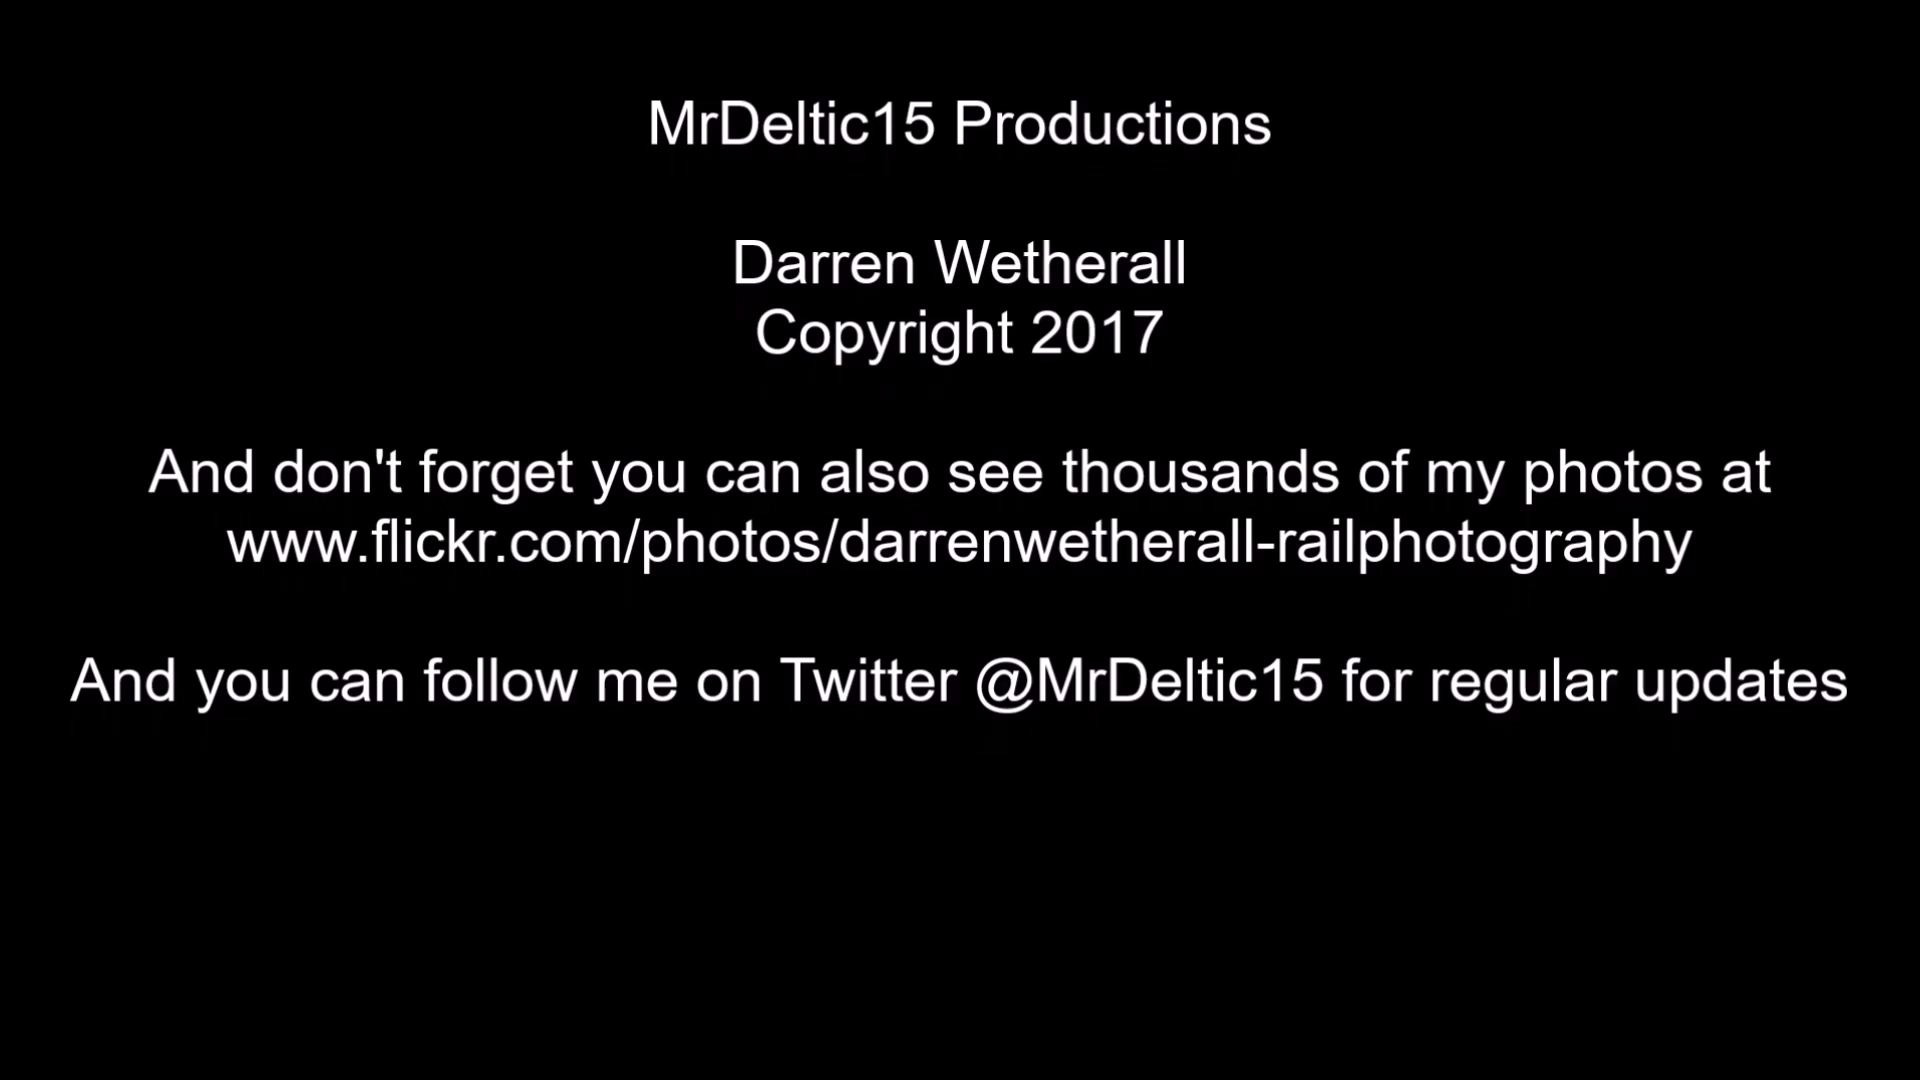 MrDeltic15 Productions
Darren Wetherall
Copyright 2017
And don't forget you can also see thousands of my photos at
www.flickr.com/photos/darrenwetherall-railphotography
And you can follow me on Twitter @MrDeltic15 for regular updates